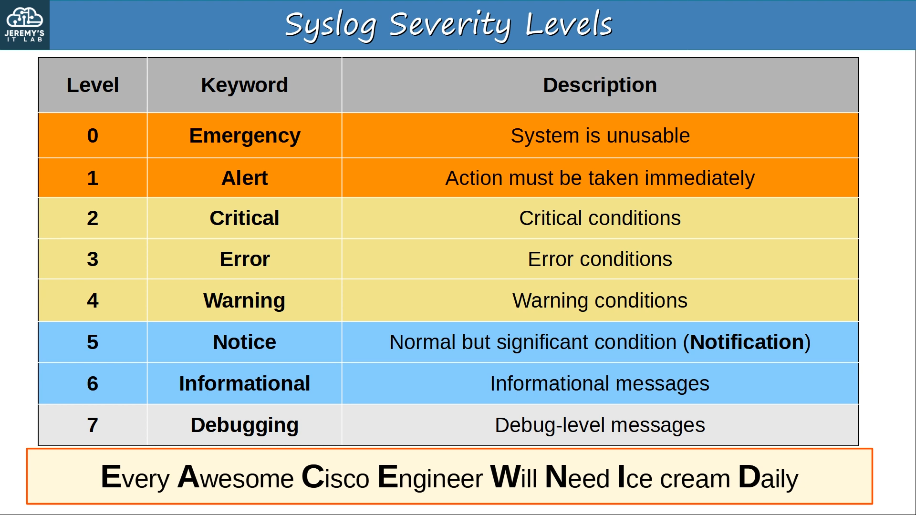 JEREMY'S
IT LAB
Syslog Severity Levels
Level Keyword Description
0 Emergency System is unusable
1 Alert Action must be taken immediately
2 Critical Critical conditions
3 Error Error conditions
4 Warning Warning conditions
5 Notice Normal but significant condition (Notification)
6 Informational Informational messages
7 Debugging Debug-level messages
Every Awesome Cisco Engineer Will Need Ice cream Daily